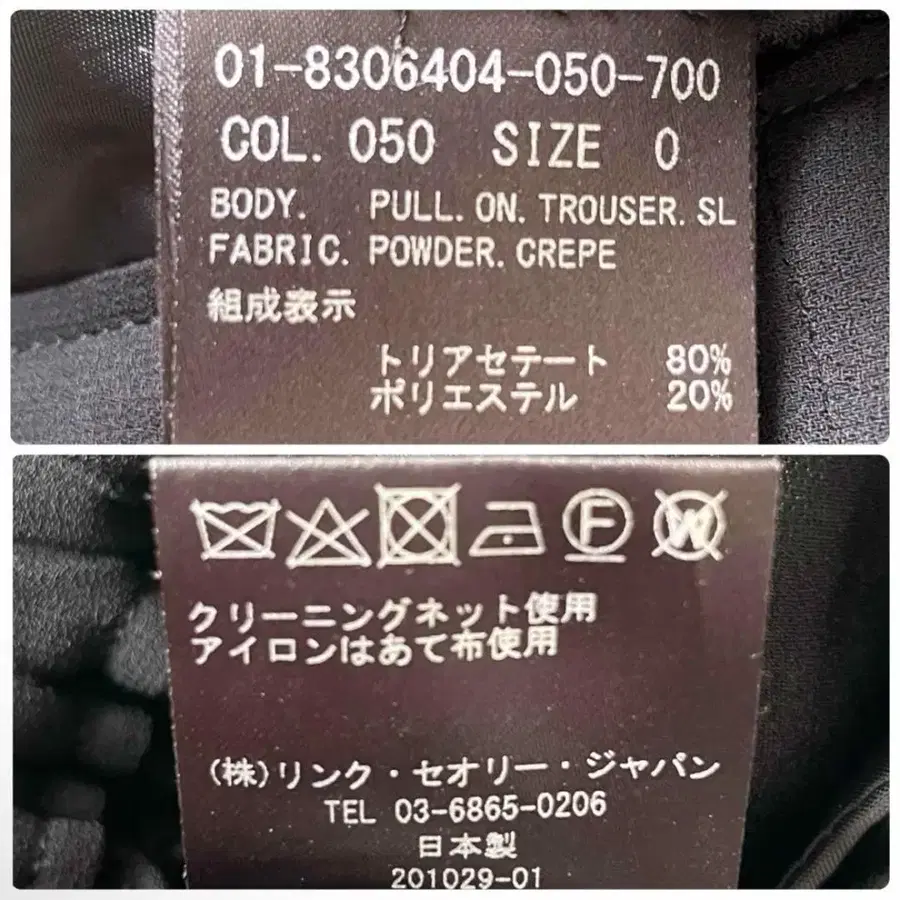 01-8306404-050-700
COL. 050 SIZE 0
BODY. PULL. ON. TROUSER. SL
FABRIC. POWDER. CREPE
組成表示
トリアセテート 80%
ポリエステル 20%
F W
クリーニングネット使用
アイロンはあて布使用
(株)リンク・セオリー・ジャパン
TEL 03-6865-0206
日本製
201029-01